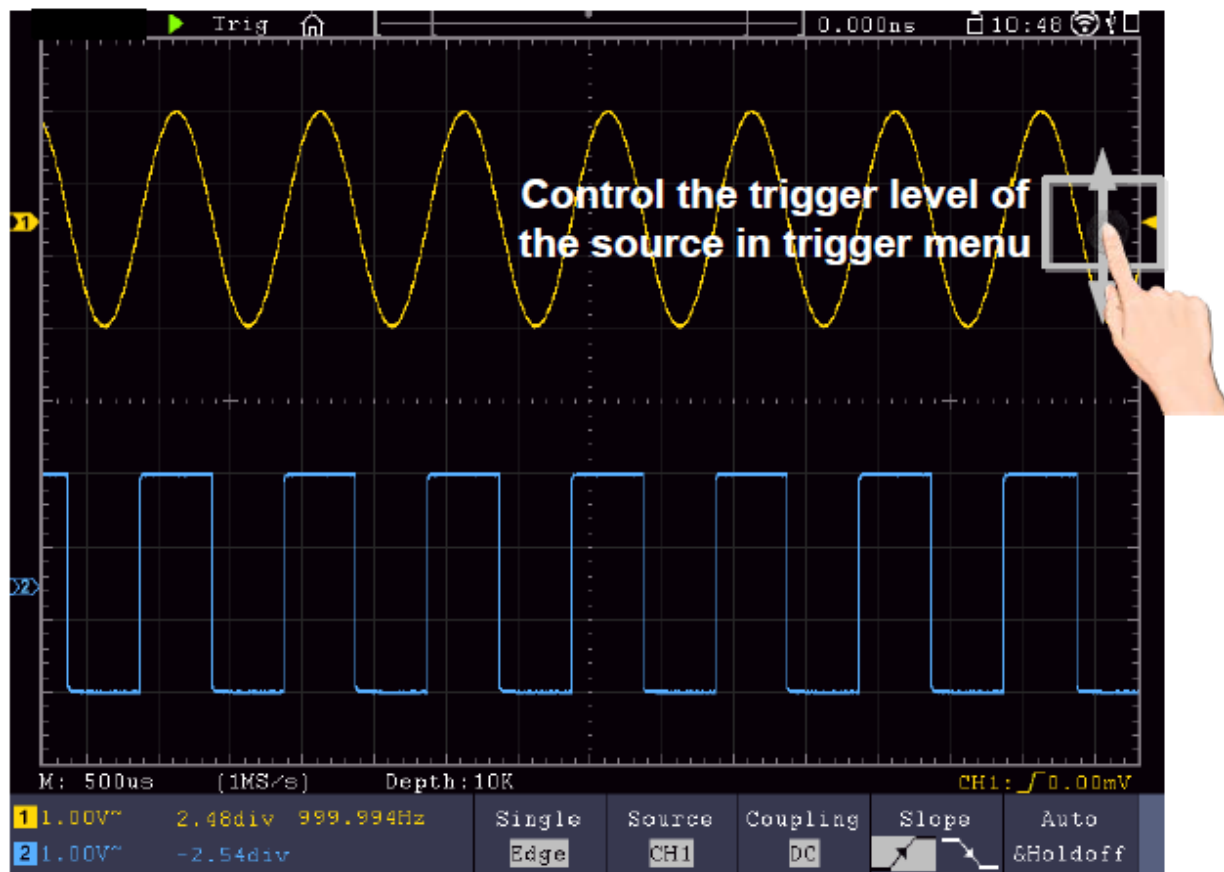 Trig 0.000ns 10:48
Control the trigger level of
the source in trigger menu
1
2
M: 500us (1MS/s) Depth:10K CH1: 0.00mV
1 1.00V~ 2.48div 999.994Hz Single Source Coupling Slope Auto
2 1.00V~ -2.54div Edge CH1 DC &Holdoff